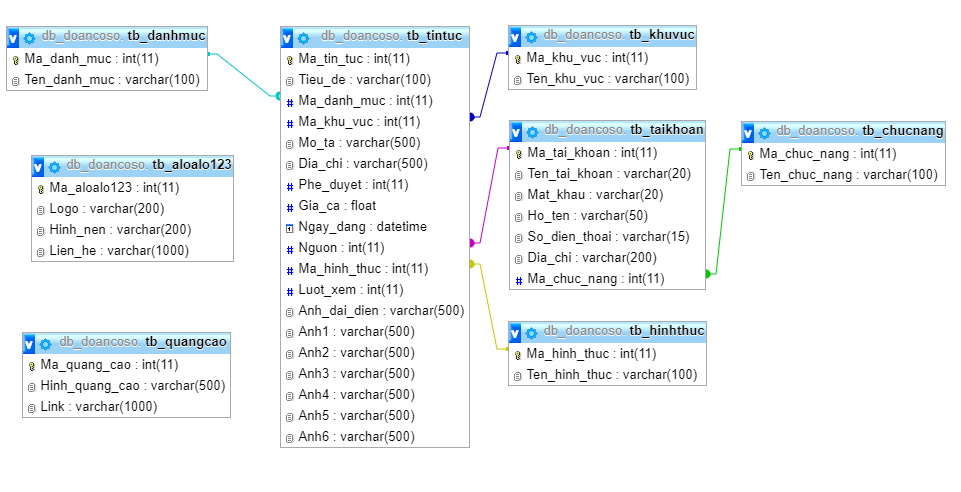 db_doancoso. tb_danhmuc
Ma_danh_muc : int(11)
Ten_danh_muc : varchar(100)
db_doancoso. tb_aloalo123
Ma_aloalo123 : int(11)
Logo : varchar(200)
Hinh_nen : varchar(200)
Lien_he : varchar(1000)
db_doancoso. tb_quangcao
Ma_quang_cao : int(11)
Hinh_quang_cao : varchar(500)
Link : varchar(1000)
db_doancoso. tb_tintuc
Ma_tin_tuc : int(11)
Tieu_de : varchar(100)
Ma_danh_muc : int(11)
Ma_khu_vuc : int(11)
Mo_ta : varchar(500)
Dia_chi : varchar(500)
Phe_duyet : int(11)
Gia_ca : float
Ngay_dang : datetime
Nguon : int(11)
Ma_hinh_thuc : int(11)
Luot_xem : int(11)
Anh_dai_dien : varchar(500)
Anh1 : varchar(500)
Anh2 : varchar(500)
Anh3 : varchar(500)
Anh4 : varchar(500)
Anh5 : varchar(500)
Anh6 : varchar(500)
db_doancoso. tb_khuvuc
Ma_khu_vuc : int(11)
Ten_khu_vuc : varchar(100)
db_doancoso. tb_taikhoan
Ma_tai_khoan : int(11)
Ten_tai_khoan : varchar(20)
Mat_khau : varchar(20)
Ho_ten : varchar(50)
So_dien_thoai : varchar(15)
Dia_chi : varchar(200)
Ma_chuc_nang : int(11)
db_doancoso. tb_hinhthuc
Ma_hinh_thuc : int(11)
Ten_hinh_thuc : varchar(100)
db_doancoso. tb_chucnang
Ma_chuc_nang : int(11)
Ten_chuc_nang : varchar(100)